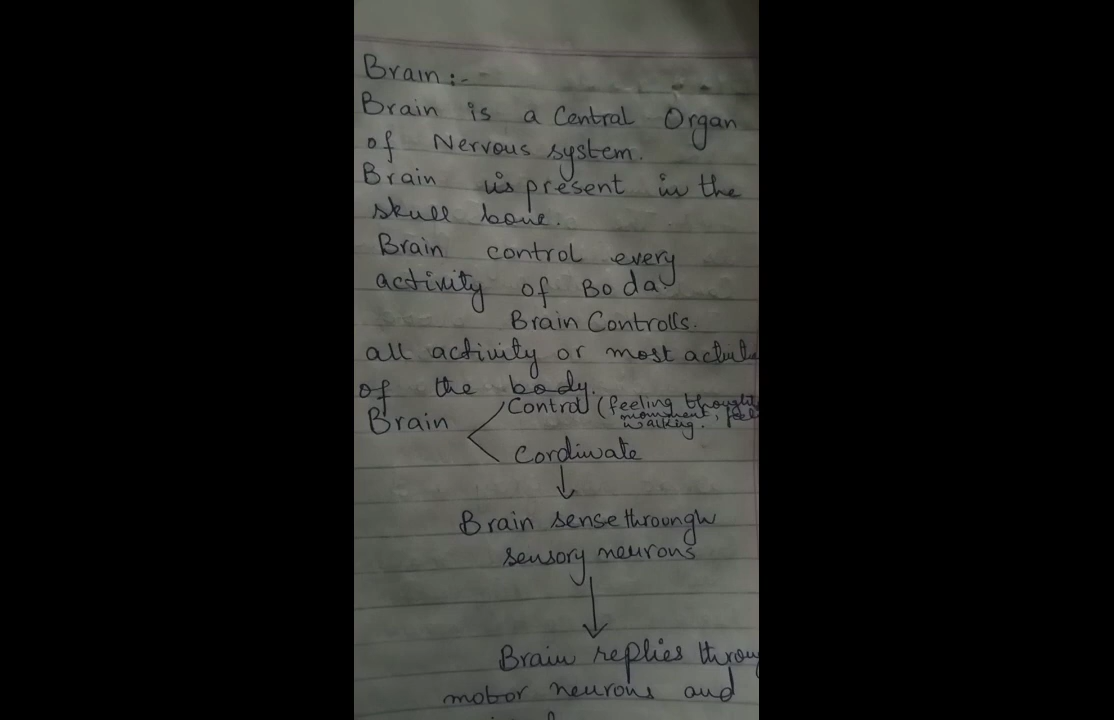 Brain :-
Brain is a Central Organ
of Nervous system.
Brain is present in the
skull bone.
Brain control every
activity of Boda.
Brain Controlls.
all activity or most
of the body.
Brain
Control (feeling
walking.
Cordinate
Brain sense throongh
sensory neurons
Brain replies
motor neurons and